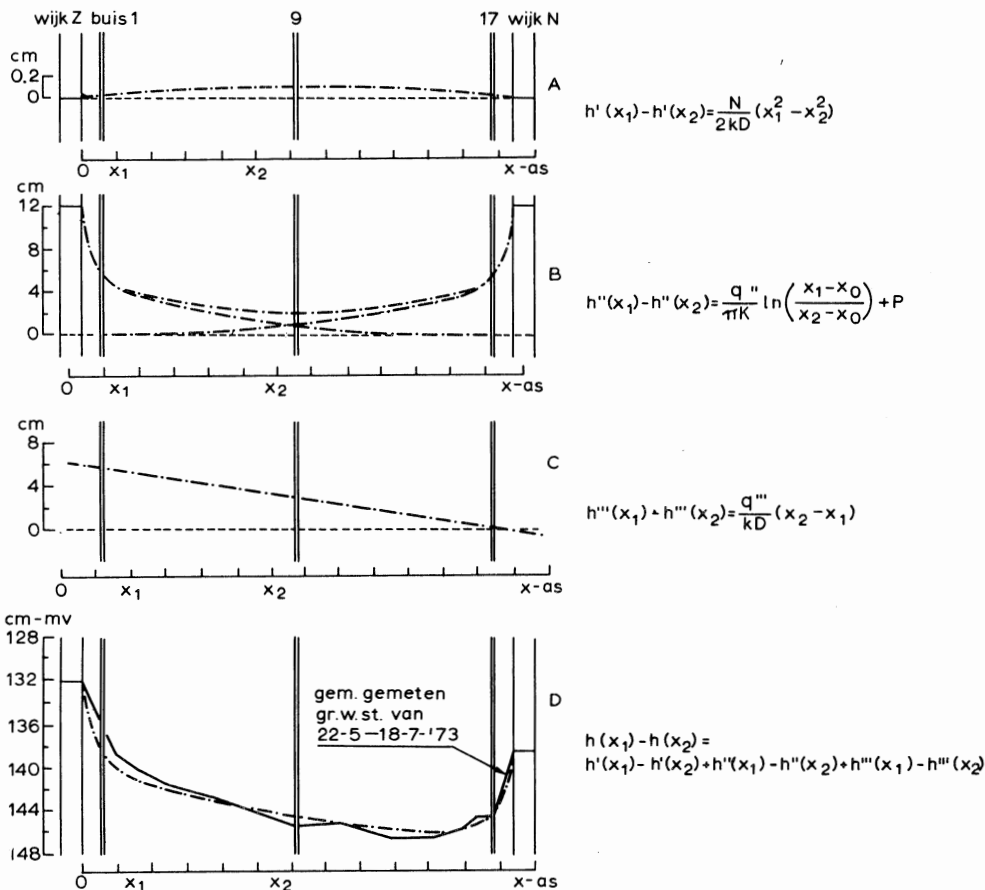 wijk Z buis 1 9 17 wijk N
cm
0.2
0
A
h'(x₁)-h'(x₂)=N/2kD(x₁²-x₂²)
0 x₁ x₂ x-as
cm
12
8
4
0
B
h"(x₁)-h"(x₂)=q"/πK ln((x₁-x₀)/(x₂-x₀))+P
0 x₁ x₂ x-as
cm
8
4
0
C
h'''(x₁)-h'''(x₂)=q'''/kD(x₂-x₁)
0 x₁ x₂ x-as
cm-mv
128
132
136
140
144
148
gem. gemeten
gr.w.st. van
22-5—18-7-'73
D
h(x₁)-h(x₂)=
h'(x₁)-h'(x₂)+h"(x₁)-h"(x₂)+h'''(x₁)-h'''(x₂)
0 x₁ x₂ x-as